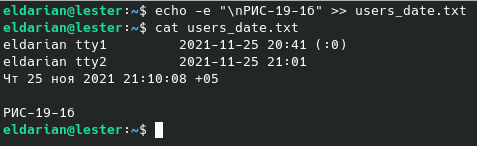 eldarian@lester:~$ echo -e "\nРИС-19-1б" >> users_date.txt
eldarian@lester:~$ cat users_date.txt
eldarian tty1         2021-11-25 20:41 (:0)
eldarian tty2         2021-11-25 21:01
Чт 25 ноя 2021 21:10:08 +05

РИС-19-1б
eldarian@lester:~$